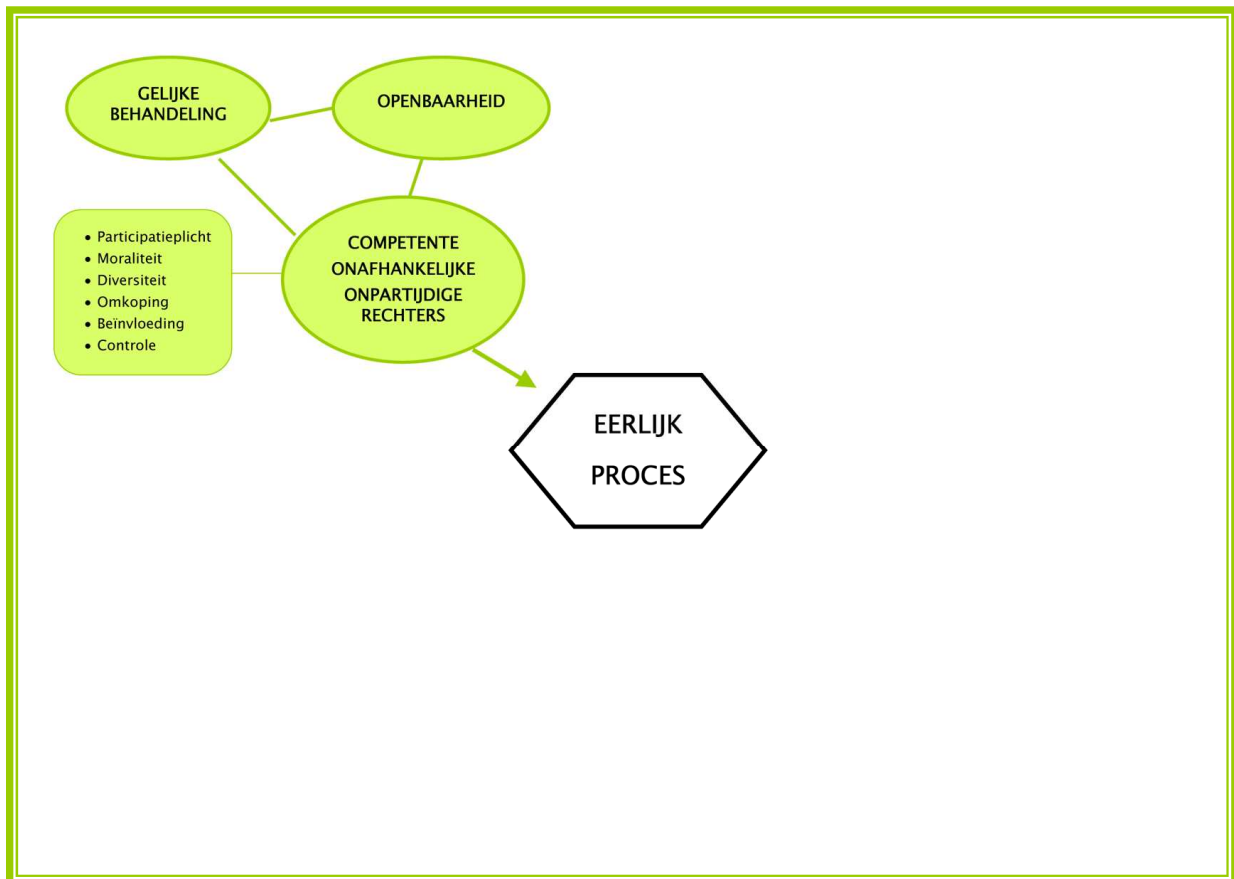 GELIJKE
BEHANDELING
OPENBAARHEID
• Participatieplicht
• Moraliteit
• Diversiteit
• Omkoping
• Beïnvloeding
• Controle
COMPETENTE
ONAFHANKELIJKE
ONPARTIJDIGE
RECHTERS
EERLIJK
PROCES